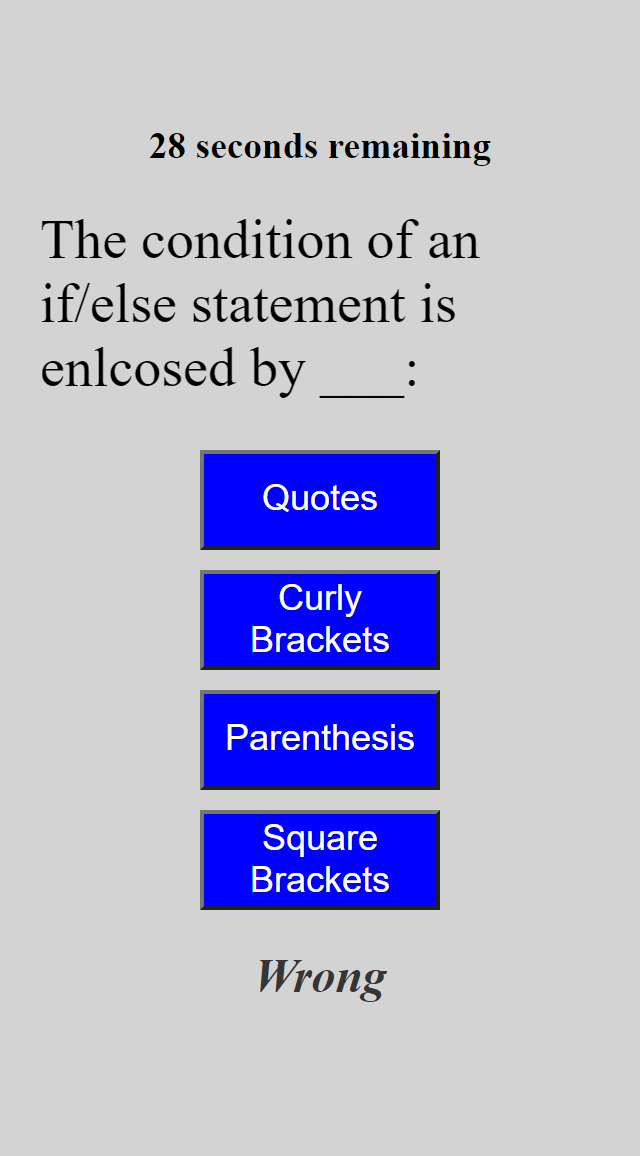 28 seconds remaining
The condition of an
if/else statement is
enlcosed by ___:
Quotes
Curly
Brackets
Parenthesis
Square
Brackets
Wrong